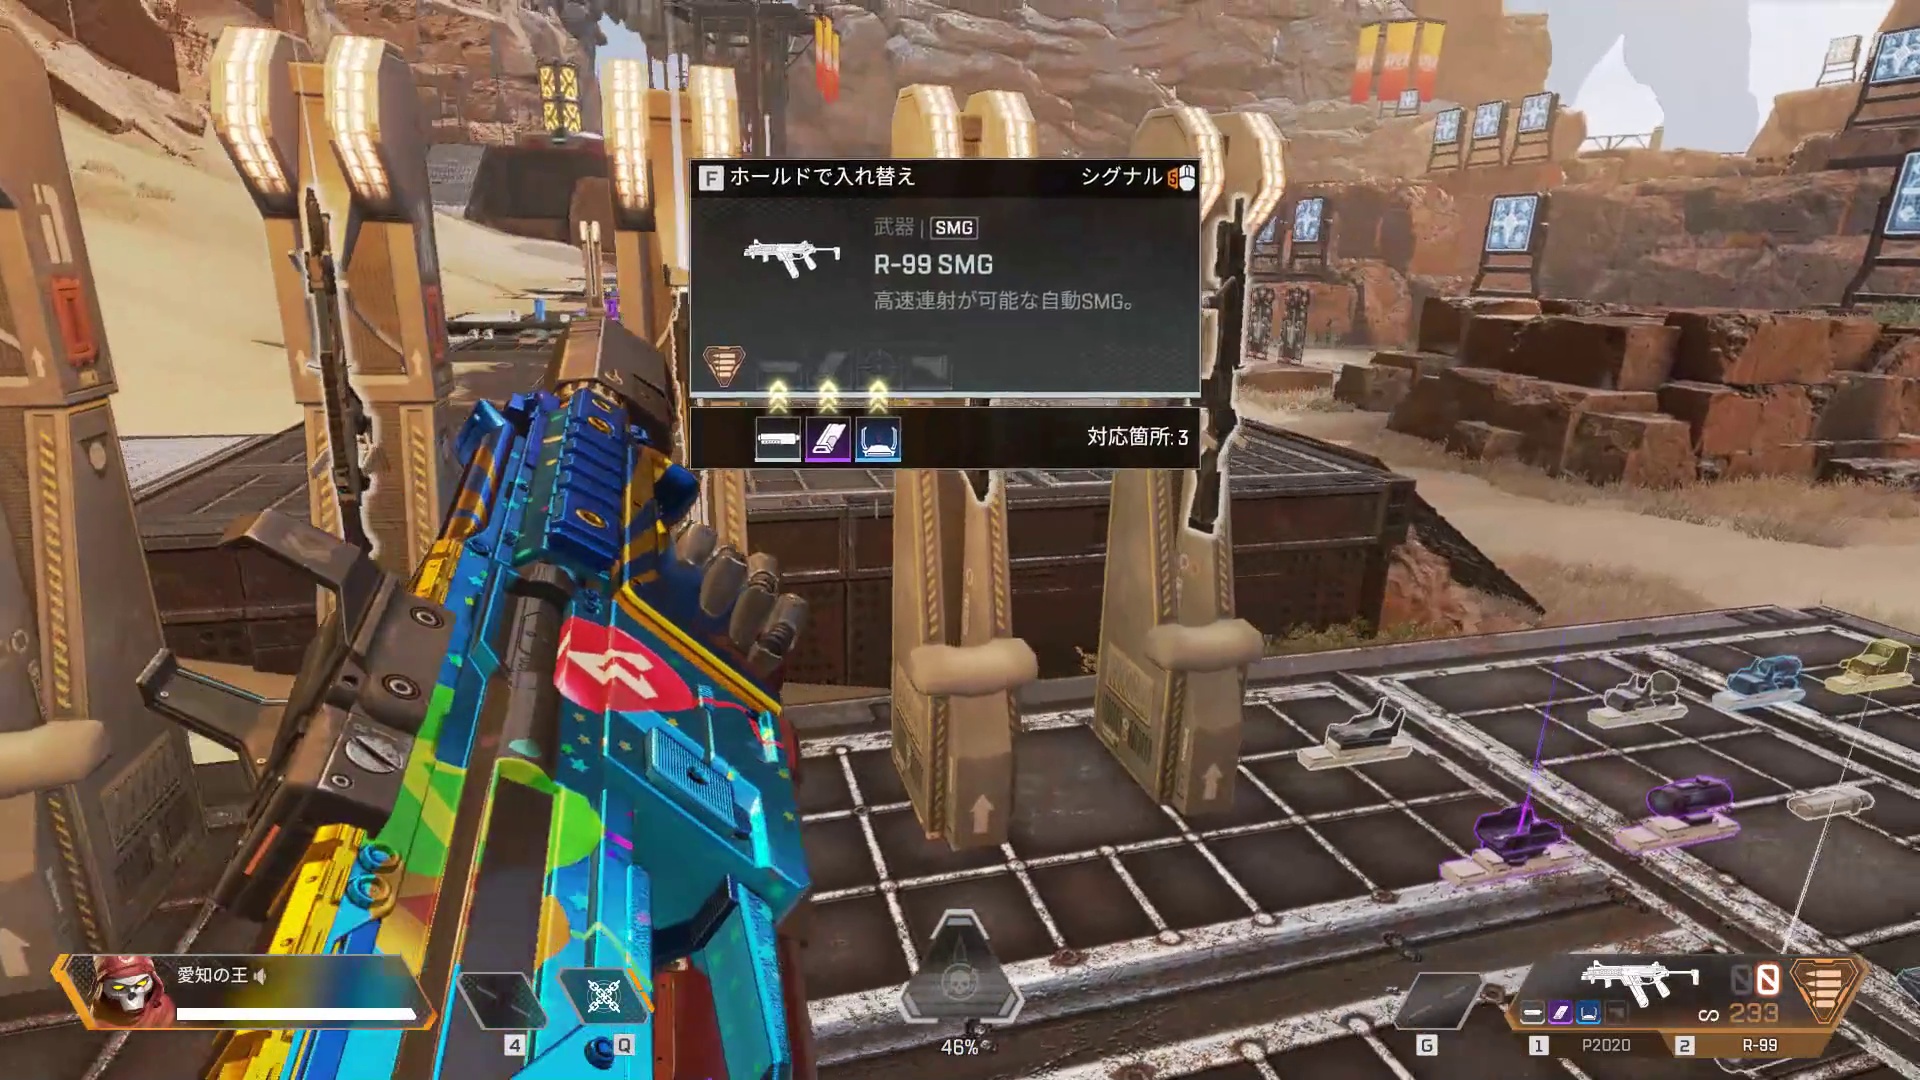 F ホールドで入れ替え シグナル 5
武器 | SMG
R-99 SMG
高速連射が可能な自動SMG。
対応箇所: 3
愛知の王
4
Q
46%
G
00
∞ 233
1 P2020
2 R-99